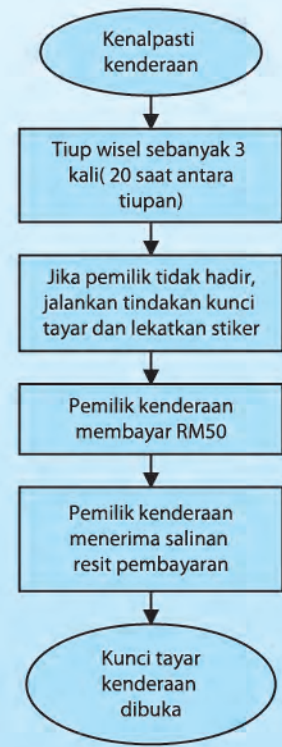 Kenalpasti
kenderaan
Tiup wisel sebanyak 3
kali( 20 saat antara
tiupan)
Jika pemilik tidak hadir,
jalankan tindakan kunci
tayar dan lekatkan stiker
Pemilik kenderaan
membayar RM50
Pemilik kenderaan
menerima salinan
resit pembayaran
Kunci tayar
kenderaan
dibuka